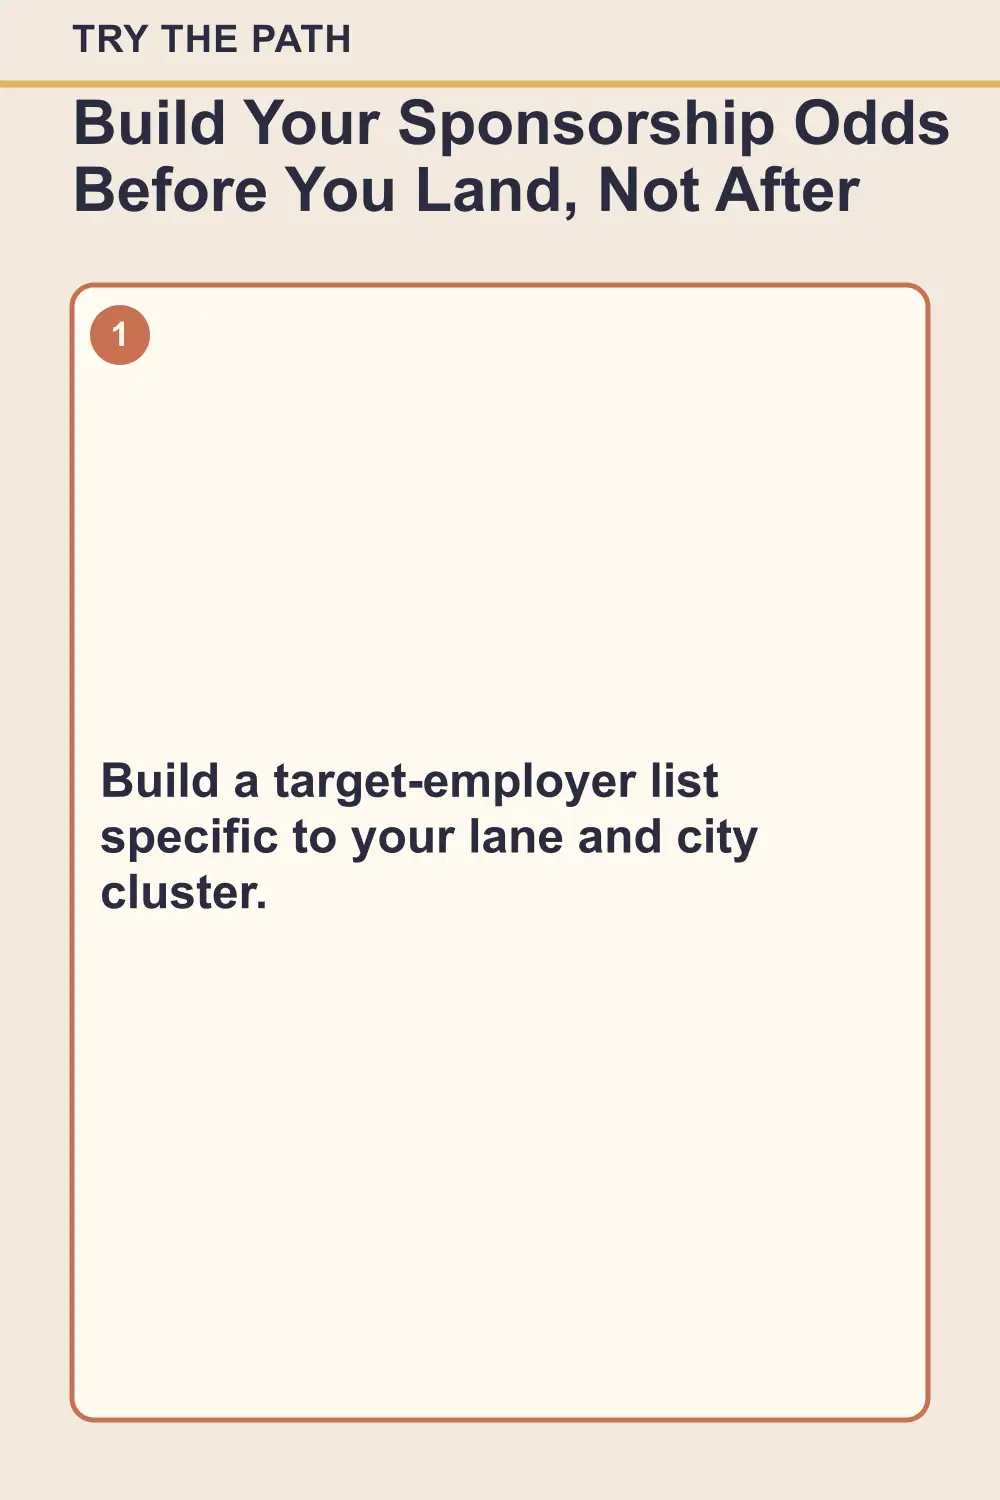 TRY THE PATH
Build Your Sponsorship Odds
Before You Land, Not After
1
Build a target-employer list
specific to your lane and city
cluster.